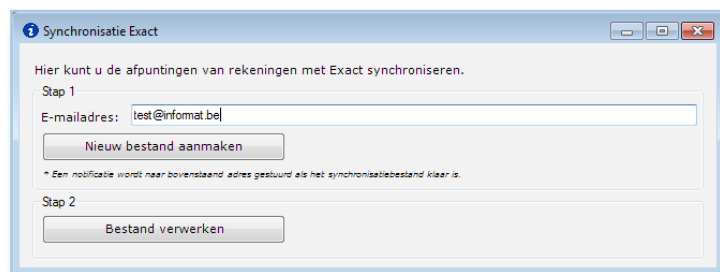 Synchronisatie Exact
Hier kunt u de afpuntingen van rekeningen met Exact synchroniseren.
Stap 1
E-mailadres: test@informat.be
Nieuw bestand aanmaken
* Een notificatie wordt naar bovenstaand adres gestuurd als het synchronisatiebestand klaar is.
Stap 2
Bestand verwerken